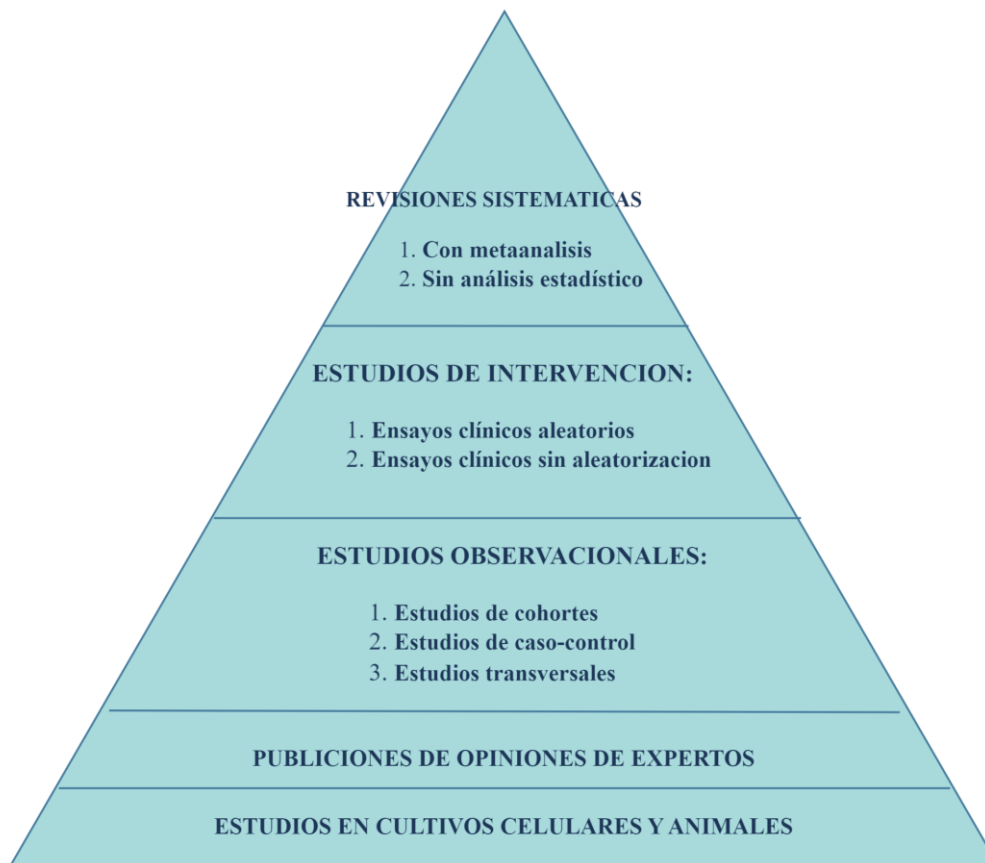 REVISIONES SISTEMATICAS
1. Con metaanalisis
2. Sin análisis estadístico
ESTUDIOS DE INTERVENCION:
1. Ensayos clínicos aleatorios
2. Ensayos clínicos sin aleatorizacion
ESTUDIOS OBSERVACIONALES:
1. Estudios de cohortes
2. Estudios de caso-control
3. Estudios transversales
PUBLICIONES DE OPINIONES DE EXPERTOS
ESTUDIOS EN CULTIVOS CELULARES Y ANIMALES